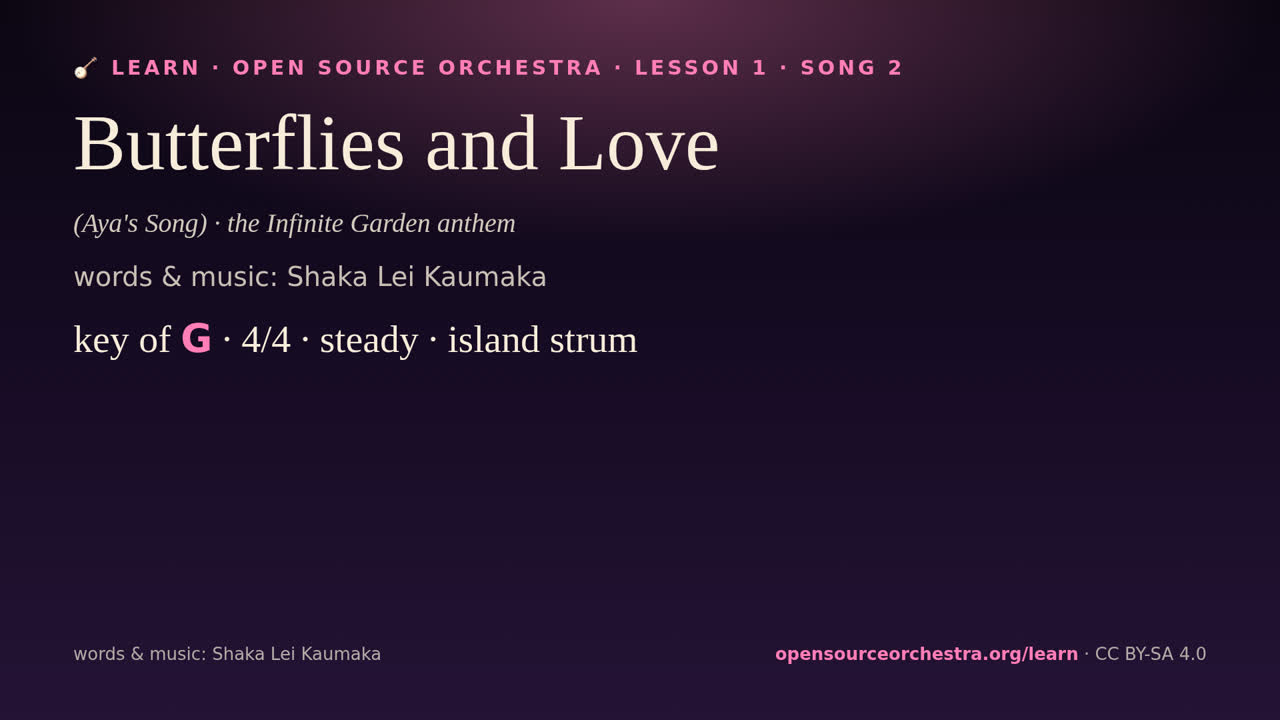 LEARN · OPEN SOURCE ORCHESTRA · LESSON 1 · SONG 2
Butterflies and Love
(Aya's Song) · the Infinite Garden anthem
words & music: Shaka Lei Kaumaka
key of G · 4/4 · steady · island strum
words & music: Shaka Lei Kaumaka
opensourceorchestra.org/learn · CC BY-SA 4.0